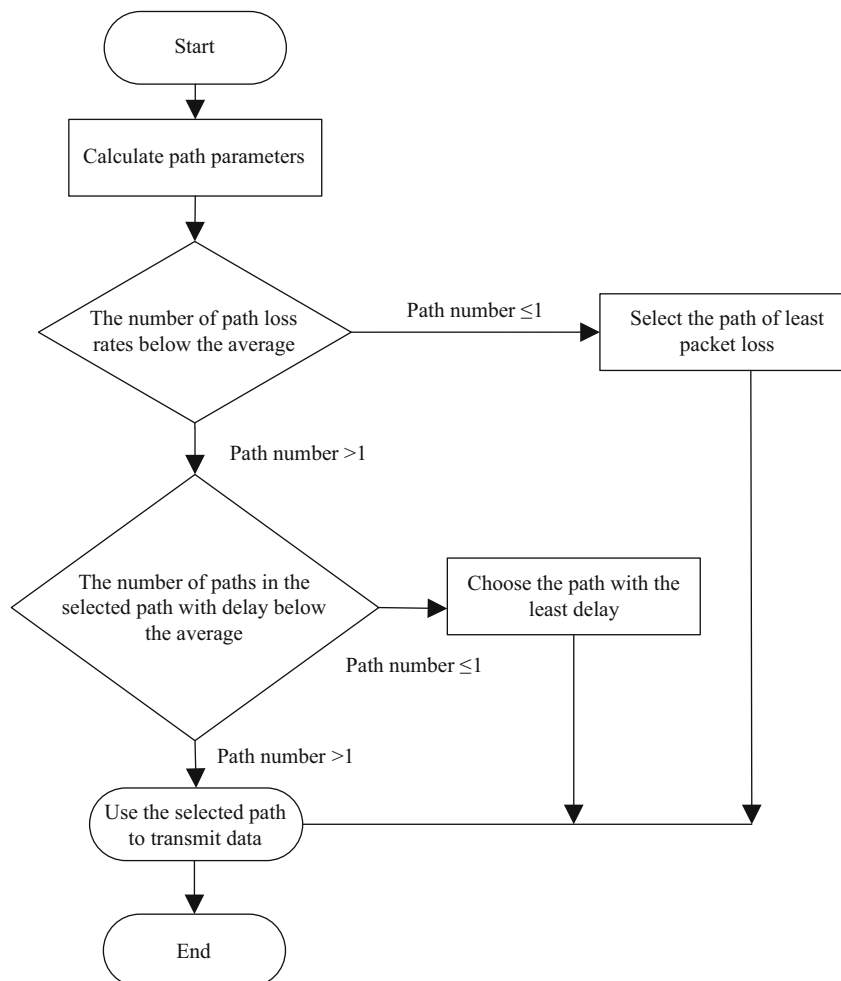 Start
Calculate path parameters
The number of path loss
rates below the average
Path number ≤1
Select the path of least
packet loss
Path number >1
The number of paths in the
selected path with delay below
the average
Choose the path with the
least delay
Path number ≤1
Path number >1
Use the selected path
to transmit data
End